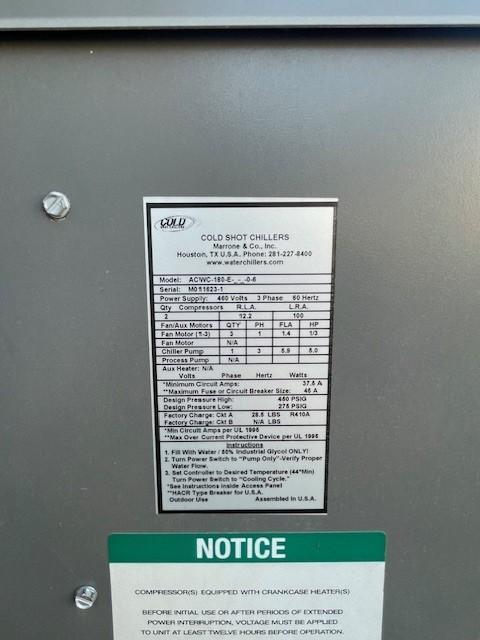 COLD
COLD SHOT CHILLERS
Marrone & Co., Inc.
Houston, TX U.S.A. Phone: 281-227-8400
www.waterchillers.com
Model: ACWC-180-E-_-_-0-6
Serial: M011623-1
Power Supply: 460 Volts 3 Phase 60 Hertz
Qty Compressors R.L.A. L.R.A.
2 12.2 100
Fan/Aux Motors QTY PH FLA HP
Fan Motor (1-3) 3 1 1.4 1/3
Fan Motor N/A
Chiller Pump 1 3 5.9 5.0
Process Pump N/A
Aux Heater: N/A
Volts Phase Hertz Watts
*Minimum Circuit Amps: 37.5 A
**Maximum Fuse or Circuit Breaker Size: 45 A
Design Pressure High: 450 PSIG
Design Pressure Low: 275 PSIG
Factory Charge: Ckt A 28.5 LBS R410A
Factory Charge: Ckt B N/A LBS
*Min Circuit Amps per UL 1995
**Max Over Current Protective Device per UL 1995
Instructions
1. Fill With Water / 50% Industrial Glycol ONLY!
2. Turn Power Switch to "Pump Only"-Verify Proper
Water Flow.
3. Set Controller to Desired Temperature (44°Min)
Turn Power Switch to "Cooling Cycle."
*See Instructions Inside Access Panel
**HACR Type Breaker for U.S.A.
Outdoor Use Assembled in U.S.A.
NOTICE
COMPRESSOR(S) EQUIPPED WITH CRANKCASE HEATER(S)
BEFORE INITIAL USE OR AFTER PERIODS OF EXTENDED
POWER INTERRUPTION, VOLTAGE MUST BE APPLIED
TO UNIT AT LEAST TWELVE HOURS BEFORE OPERATION.